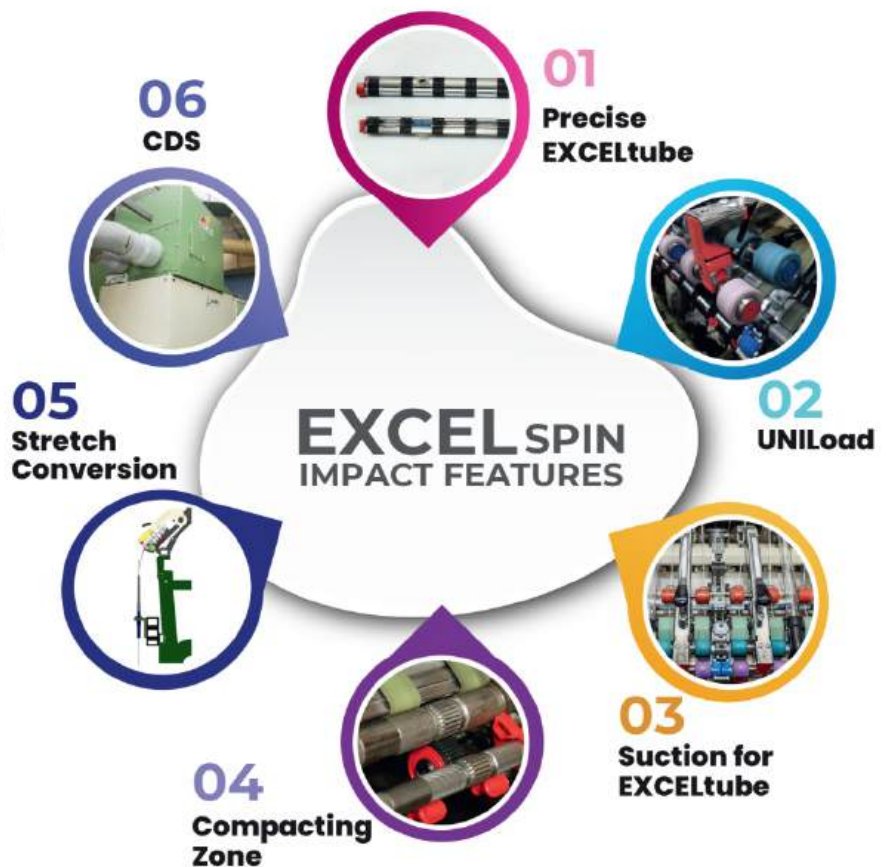 01
Precise
EXCELtube
02
UNILoad
03
Suction for
EXCELtube
04
Compacting
Zone
05
Stretch
Conversion
06
CDS
EXCEL SPIN
IMPACT FEATURES